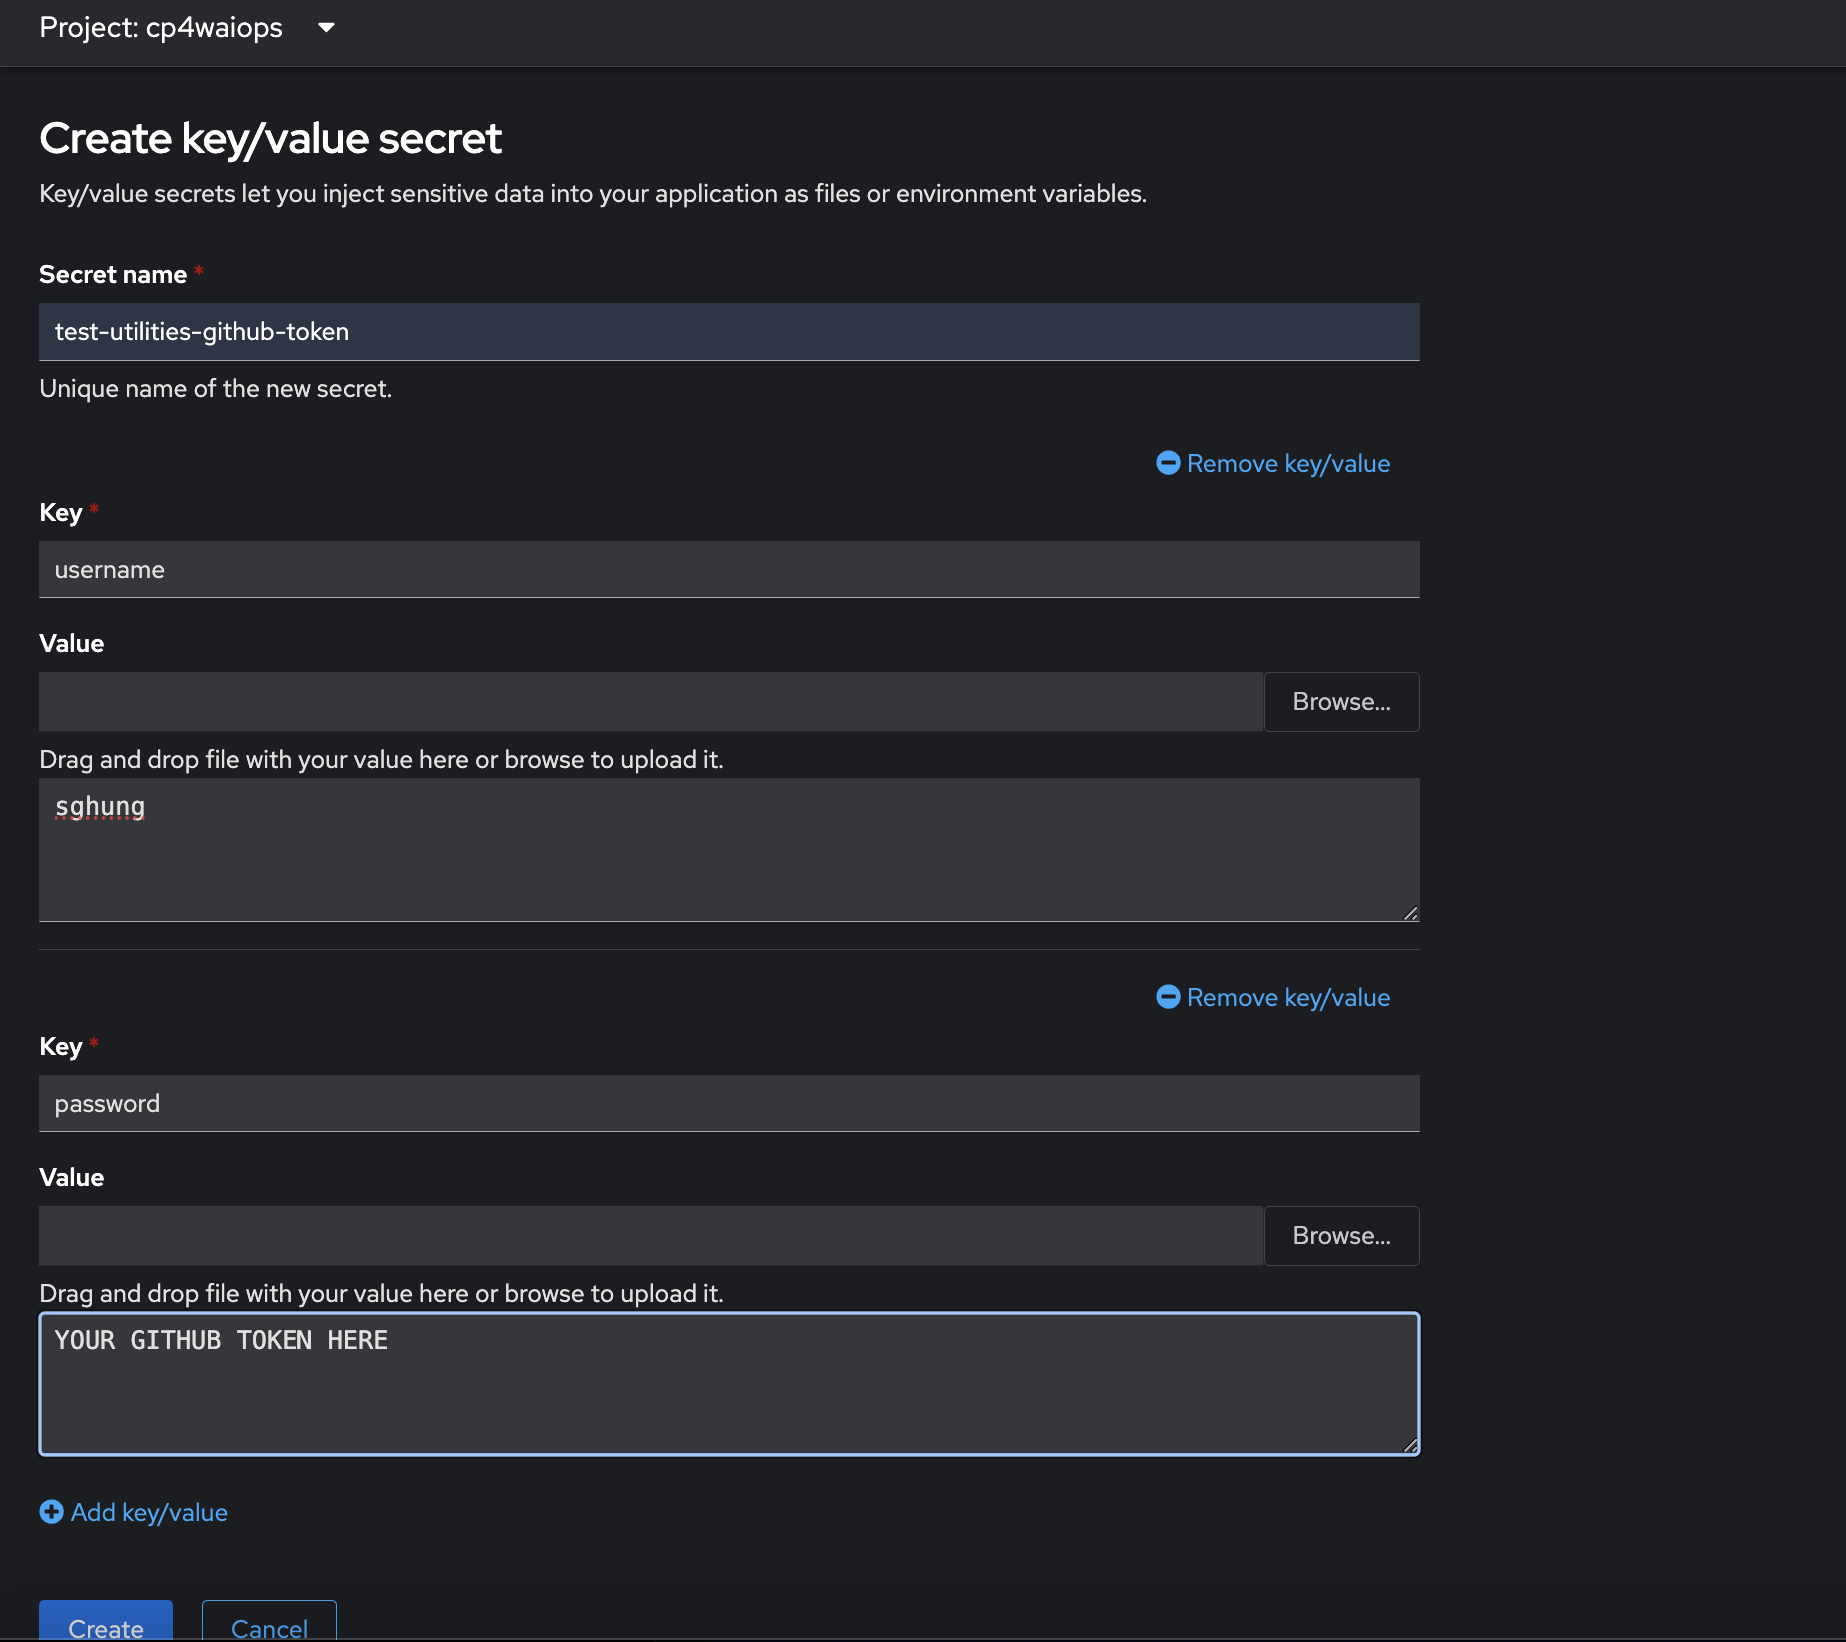 Project: cp4waiops
Create key/value secret
Key/value secrets let you inject sensitive data into your application as files or environment variables.
Secret name *
test-utilities-github-token
Unique name of the new secret.
Remove key/value
Key *
username
Value
Browse...
Drag and drop file with your value here or browse to upload it.
sghung
Remove key/value
Key *
password
Value
Browse...
Drag and drop file with your value here or browse to upload it.
YOUR GITHUB TOKEN HERE
Add key/value
Create Cancel